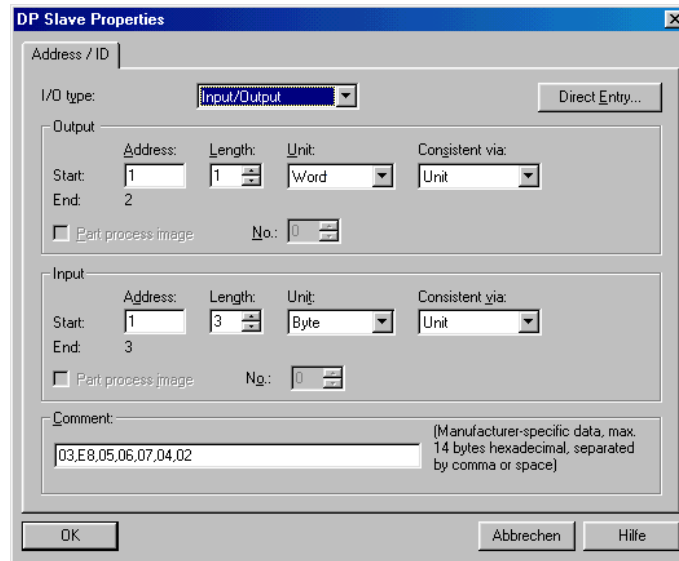 DP Slave Properties
Address / ID
I/O type: Input/Output Direct Entry...
Output
Address: Length: Unit: Consistent via:
Start: 1 1 Word Unit
End: 2
Part process image No.: 0
Input
Address: Length: Unit: Consistent via:
Start: 1 3 Byte Unit
End: 3
Part process image No.: 0
Comment:
03,E8,05,06,07,04,02
(Manufacturer-specific data, max.
14 bytes hexadecimal, separated
by comma or space)
OK Abbrechen Hilfe